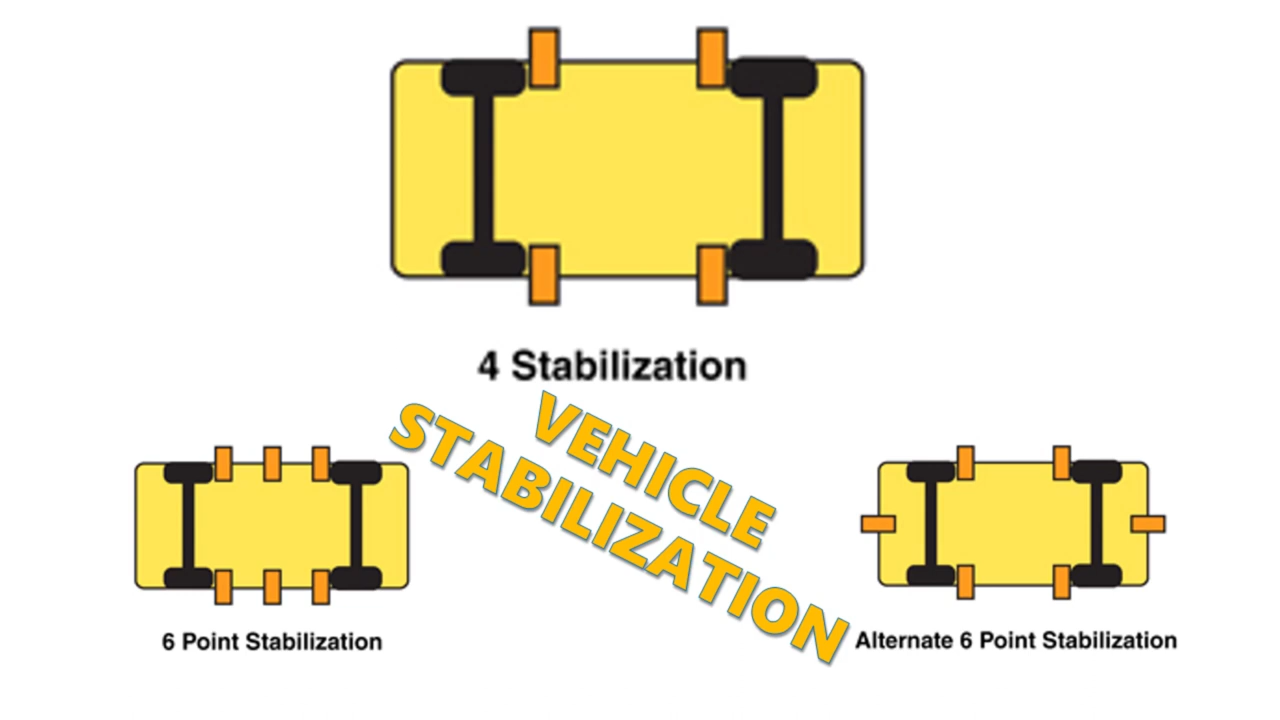 4 Stabilization
VEHICLE
STABILIZATION
6 Point Stabilization
Alternate 6 Point Stabilization